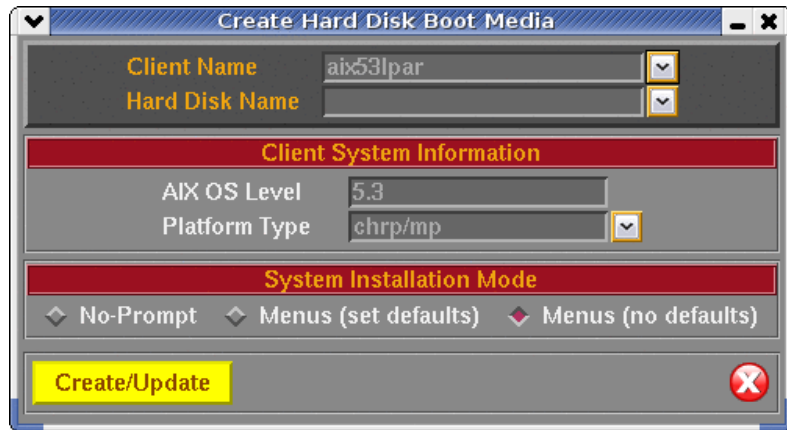 Create Hard Disk Boot Media
Client Name aix53lpar
Hard Disk Name
Client System Information
AIX OS Level 5.3
Platform Type chrp/mp
System Installation Mode
No-Prompt Menus (set defaults) Menus (no defaults)
Create/Update